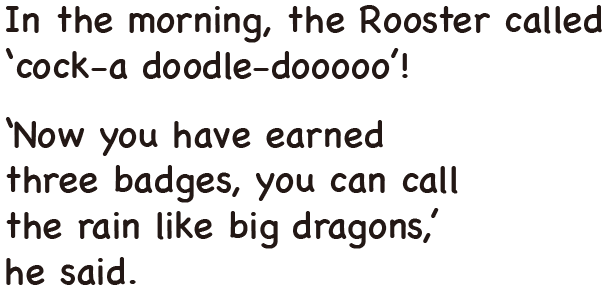 In the morning, the Rooster called
‘cock-a doodle-dooooo’!
‘Now you have earned
three badges, you can call
the rain like big dragons,’
he said.